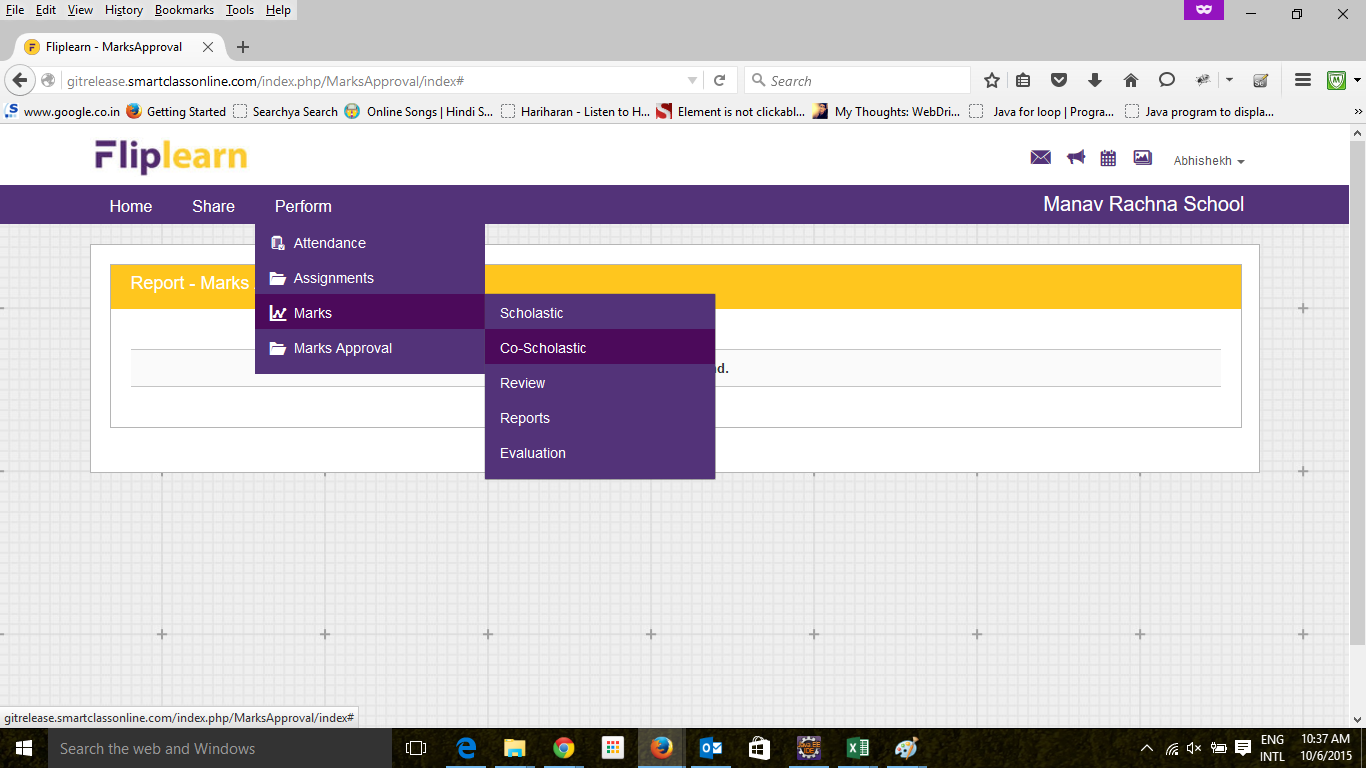 File Edit View History Bookmarks Tools Help
Fliplearn - MarksApproval
gitrelease.smartclassonline.com/index.php/MarksApproval/index#
Search
www.google.co.in Getting Started Searchya Search Online Songs | Hindi S... Hariharan - Listen to H... Element is not clickabl... My Thoughts: WebDri... Java for loop | Progra... Java program to displa...
Fliplearn
Abhishekh
Home Share Perform Manav Rachna School
Attendance
Assignments
Report - Marks
Marks
Marks Approval
Scholastic
Co-Scholastic
Review
Reports
Evaluation
gitrelease.smartclassonline.com/index.php/MarksApproval/index#
Search the web and Windows
ENG
INTL
10:37 AM
10/6/2015